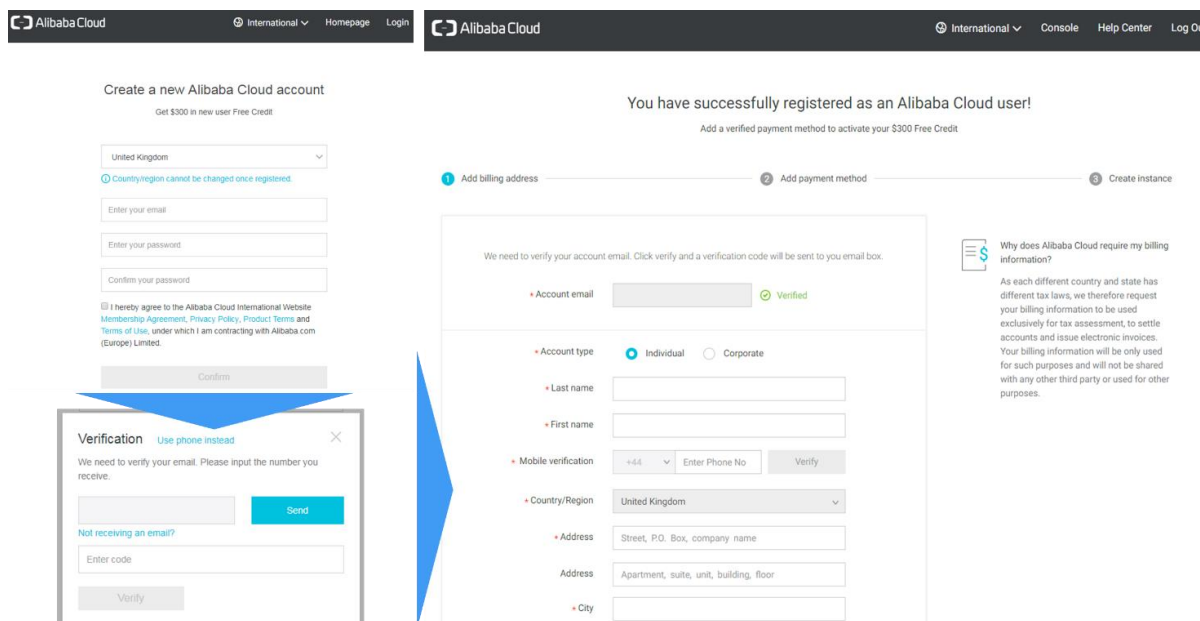 Alibaba Cloud
International
Homepage
Login
Create a new Alibaba Cloud account
Get $300 in new user Free Credit
United Kingdom
Country/region cannot be changed once registered.
Enter your email
Enter your password
Confirm your password
I hereby agree to the Alibaba Cloud International Website
Membership Agreement, Privacy Policy, Product Terms and
Terms of Use, under which I am contracting with Alibaba.com
(Europe) Limited.
Confirm
Verification
Use phone instead
We need to verify your email. Please input the number you
receive.
Send
Not receiving an email?
Enter code
Verify
Alibaba Cloud
International
Console
Help Center
Log Ou
You have successfully registered as an Alibaba Cloud user!
Add a verified payment method to activate your $300 Free Credit
1 Add billing address
2 Add payment method
3 Create instance
We need to verify your account email. Click verify and a verification code will be sent to you email box.
* Account email
Verified
* Account type
Individual
Corporate
* Last name
* First name
* Mobile verification
+44
Enter Phone No
Verify
* Country/Region
United Kingdom
* Address
Street, P.O. Box, company name
Address
Apartment, suite, unit, building, floor
* City
Why does Alibaba Cloud require my billing
information?
As each different country and state has
different tax laws, we therefore request
your billing information to be used
exclusively for tax assessment, to settle
accounts and issue electronic invoices.
Your billing information will be only used
for such purposes and will not be shared
with any other third party or used for other
purposes.